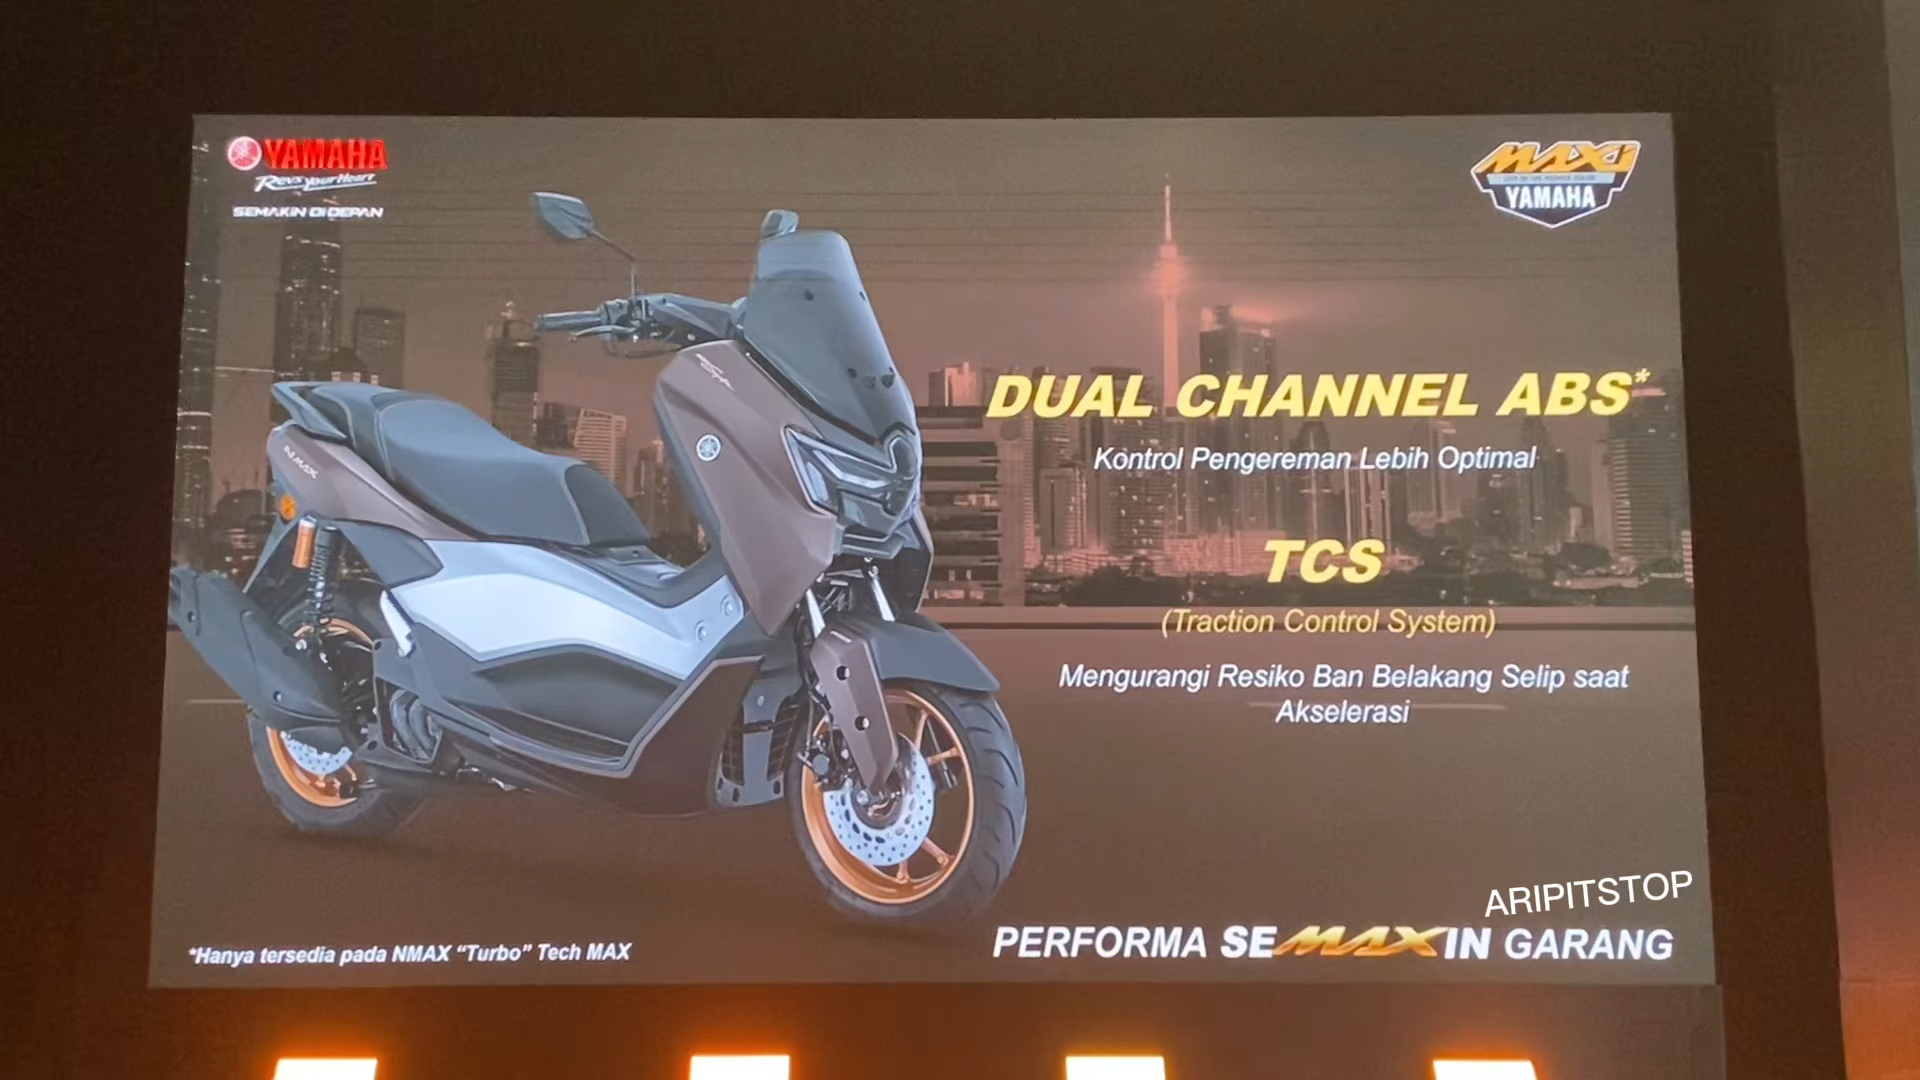 YAMAHA
Revs your Heart
SEMAKIN Di DEPAN
MAXi
YAMAHA
NMAX
DUAL CHANNEL ABS*
Kontrol Pengereman Lebih Optimal
TCS
(Traction Control System)
Mengurangi Resiko Ban Belakang Selip saat
Akselerasi
ARIPITSTOP
*Hanya tersedia pada NMAX “Turbo” Tech MAX
PERFORMA SEMAXIN GARANG